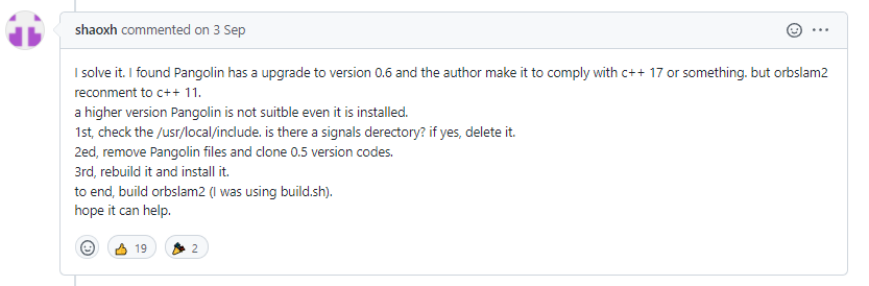 shaoxh commented on 3 Sep
I solve it. I found Pangolin has a upgrade to version 0.6 and the author make it to comply with c++ 17 or something. but orbslam2
reconment to c++ 11.
a higher version Pangolin is not suitble even it is installed.
1st, check the /usr/local/include. is there a signals derectory? if yes, delete it.
2ed, remove Pangolin files and clone 0.5 version codes.
3rd, rebuild it and install it.
to end, build orbslam2 (I was using build.sh).
hope it can help.
19 2